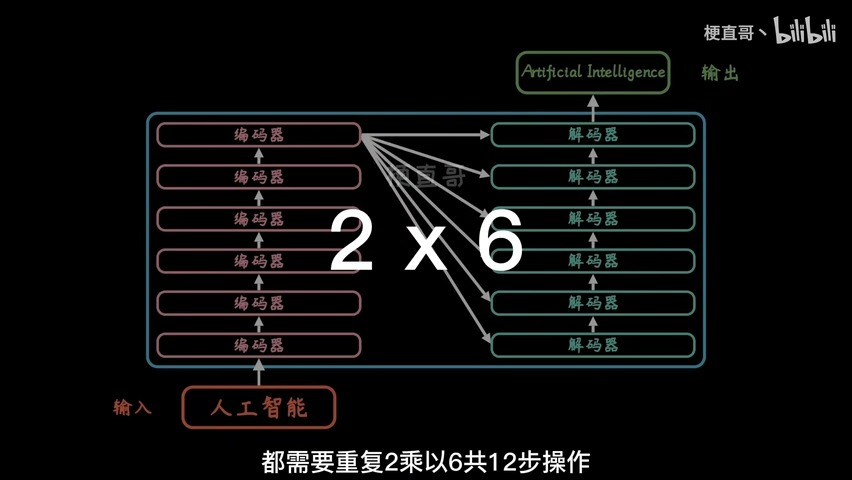 梗直哥丶 bilibili
Artificial Intelligence 输出
编码器 解码器
编码器 解码器
梗直哥
编码器 解码器
2 x 6
编码器 解码器
编码器 解码器
编码器 解码器
输入 人工智能
都需要重复2乘以6共12步操作